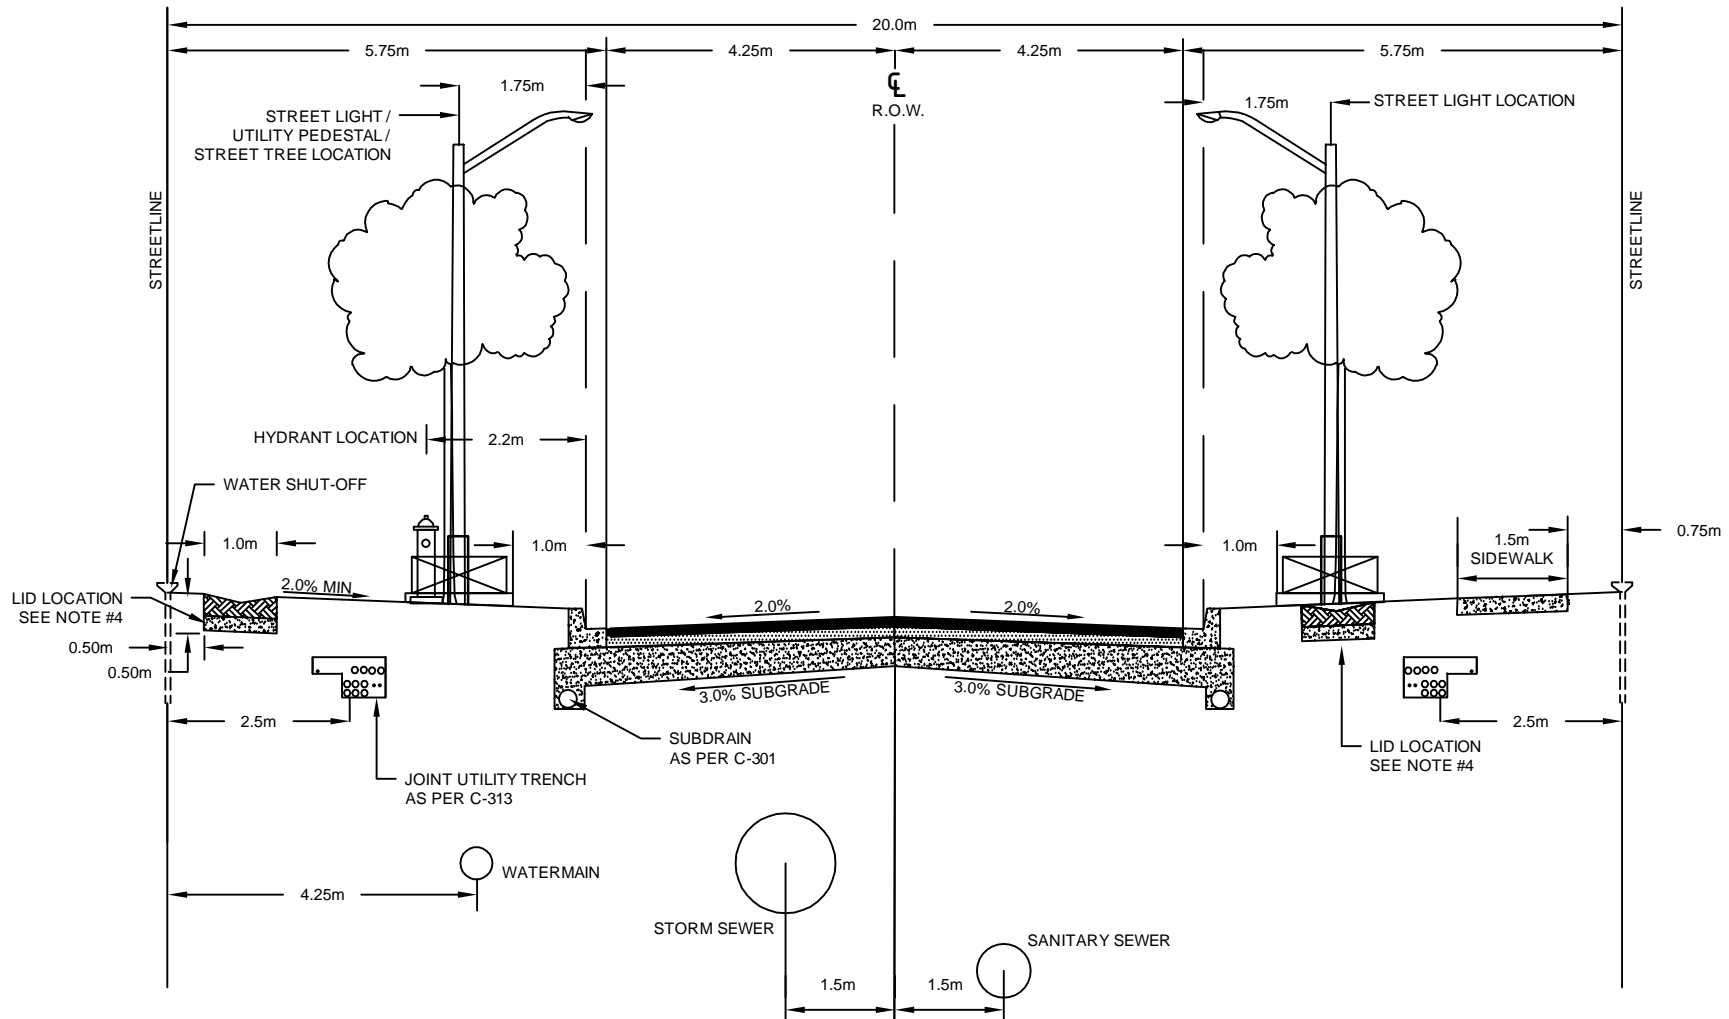 20.0m
5.75m
4.25m
4.25m
5.75m
1.75m
℄
R.O.W.
1.75m
STREET LIGHT LOCATION
STREET LIGHT /
UTILITY PEDESTAL /
STREET TREE LOCATION
STREETLINE
STREETLINE
HYDRANT LOCATION
2.2m
WATER SHUT-OFF
1.0m
1.0m
1.0m
1.5m
SIDEWALK
0.75m
LID LOCATION
SEE NOTE #4
2.0% MIN
2.0%
2.0%
0.50m
0.50m
3.0% SUBGRADE
3.0% SUBGRADE
2.5m
2.5m
SUBDRAIN
AS PER C-301
LID LOCATION
SEE NOTE #4
JOINT UTILITY TRENCH
AS PER C-313
WATERMAIN
4.25m
STORM SEWER
SANITARY SEWER
1.5m
1.5m